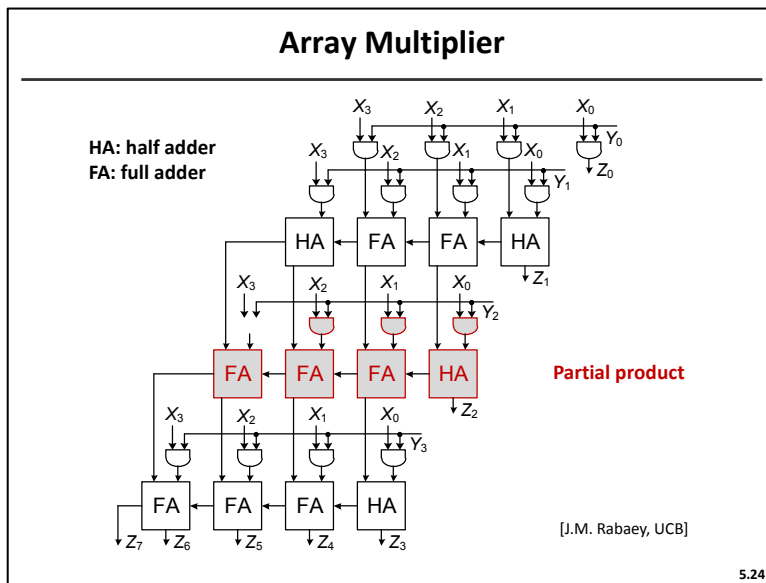 Array Multiplier
X3 X2 X1 X0
HA: half adder
Y0
FA: full adder
X3 X2 X1 X0
Z0
Y1
HA FA FA HA
Z1
X3 X2 X1 X0
Y2
FA FA FA HA
Partial product
Z2
X3 X2 X1 X0
Y3
FA FA FA HA
[J.M. Rabaey, UCB]
Z7 Z6 Z5 Z4 Z3
5.24